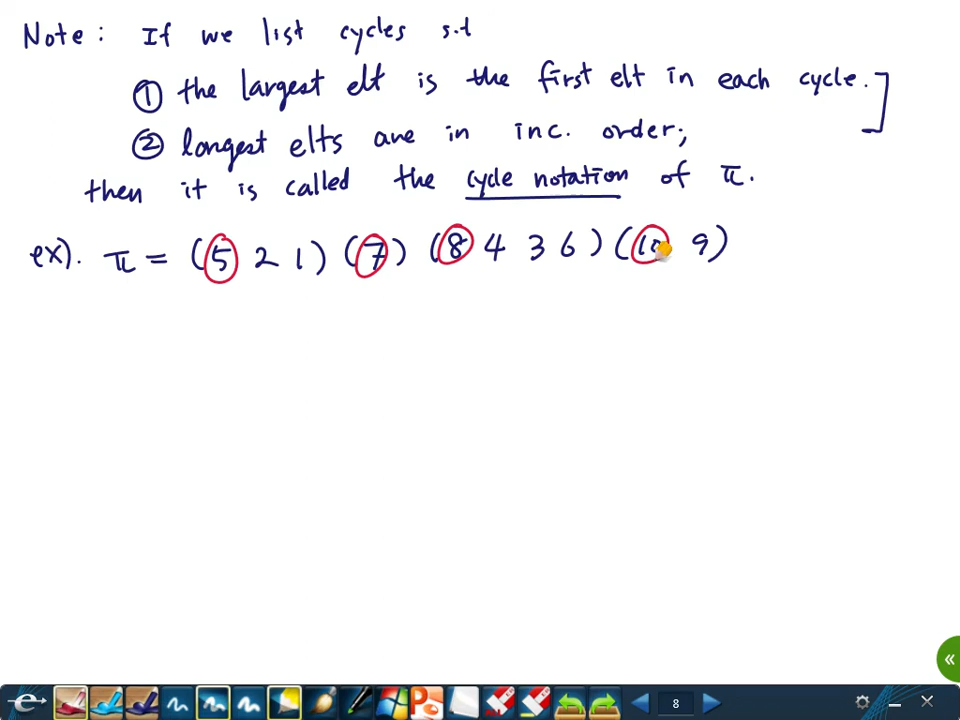 Note: If we list cycles s.t
① the largest elt is the first elt in each cycle.
② longest elts are in inc. order;
then it is called the cycle notation of π.
ex). π = (5 2 1) (7) (8 4 3 6) (10 9)
8